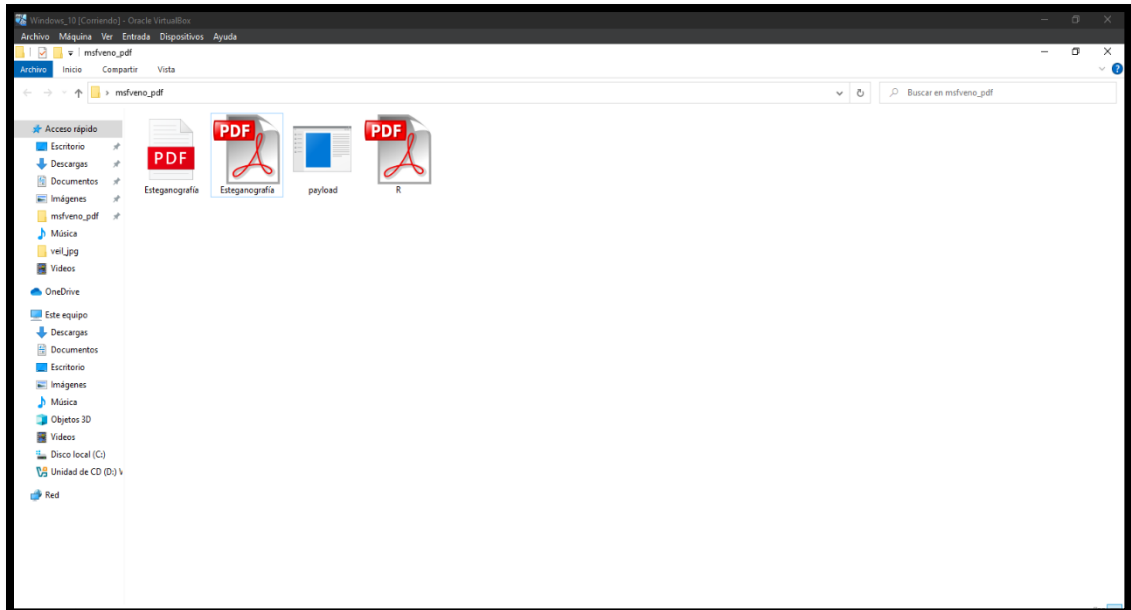 Windows_10 [Corriendo] - Oracle VirtualBox
Archivo Máquina Ver Entrada Dispositivos Ayuda
msfveno_pdf
Archivo Inicio Compartir Vista
msfveno_pdf
Buscar en msfveno_pdf
Acceso rápido
Escritorio
Descargas
Documentos
Imágenes
msfveno_pdf
Música
veil_jpg
Videos
OneDrive
Este equipo
Descargas
Documentos
Escritorio
Imágenes
Música
Objetos 3D
Videos
Disco local (C:)
Unidad de CD (D:) V
Red
PDF
PDF
PDF
Esteganografía
Esteganografía
payload
R